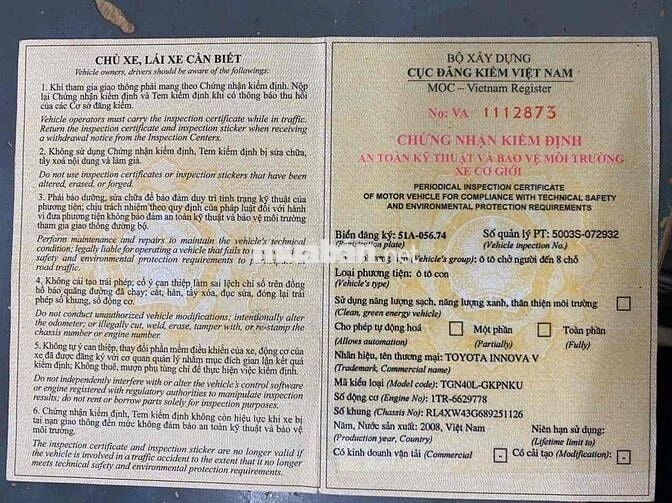 CHỦ XE, LÁI XE CẦN BIẾT
Vehicle owners, drivers should be aware of the followings:
1. Khi tham gia giao thông phải mang theo Chứng nhận kiểm định. Nộp
lại Chứng nhận kiểm định và Tem kiểm định khi có thông báo thu hồi
của các Cơ sở đăng kiểm.
Vehicle operators must carry the inspection certificate while in traffic.
Return the inspection certificate and inspection sticker when receiving
a withdrawal notice from the Inspection Centers.
2. Không sử dụng Chứng nhận kiểm định, Tem kiểm định bị sửa chữa,
tẩy xoá nội dung và làm giả.
Do not use inspection certificates or inspection stickers that have been
altered, erased, or forged.
3. Phải bảo dưỡng, sửa chữa để bảo đảm duy trì tình trạng kỹ thuật của
phương tiện; chịu trách nhiệm theo quy định của pháp luật đối với hành
vi đưa phương tiện không bảo đảm an toàn kỹ thuật và bảo vệ môi trường
tham gia giao thông đường bộ.
Perform maintenance and repairs to maintain the vehicle's technical
condition; legally liable for operating a vehicle that fails to
safety and environmental protection requirements to
road traffic.
4. Không cải tạo trái phép; cố ý can thiệp làm sai lệch chỉ số trên đồng
hồ báo quãng đường đã chạy; cắt, hàn, tẩy xóa, đục sửa, đóng lại trái phép
số khung, số động cơ.
Do not conduct unauthorized vehicle modifications; intentionally alter
the odometer; or illegally cut, weld, erase, tamper with, or re-stamp the
chassis number or engine number.
5. Không tự ý can thiệp, thay đổi phần mềm điều khiển của xe, động cơ của
xe đã được đăng ký với cơ quan quản lý nhằm mục đích gian lận kết quả
kiểm định; Không thuê, mượn phụ tùng chỉ để thực hiện việc kiểm định.
Do not independently interfere with or alter the vehicle's control software
or engine registered with regulatory authorities to manipulate inspection
results; do not rent or borrow parts solely for inspection purposes.
6. Chứng nhận kiểm định, Tem kiểm định không còn hiệu lực khi xe bị
tai nạn giao thông đến mức không đảm bảo an toàn kỹ thuật và bảo vệ
môi trường.
The inspection certificate and inspection sticker are no longer valid if
the vehicle is involved in a traffic accident to the extent that it no longer
meets technical safety and environmental protection requirements.
BỘ XÂY DỰNG
CỤC ĐĂNG KIỂM VIỆT NAM
MOC – Vietnam Register
No: VA 1112873
CHỨNG NHẬN KIỂM ĐỊNH
AN TOÀN KỸ THUẬT VÀ BẢO VỆ MÔI TRƯỜNG
XE CƠ GIỚI
PERIODICAL INSPECTION CERTIFICATE
OF MOTOR VEHICLE FOR COMPLIANCE WITH TECHNICAL SAFETY
AND ENVIRONMENTAL PROTECTION REQUIREMENTS
Biển đăng ký: 51A-056.74 Số quản lý PT: 5003S-072932
(Registration plate) (Vehicle inpection No.)
(Vehicle's group): ô tô chở người đến 8 chỗ
Loại phương tiện: ô tô con
(Vehicle's type)
Sử dụng năng lượng sạch, năng lượng xanh, thân thiện môi trường
(Clean, green energy vehicle)
Cho phép tự động hoá Một phần Toàn phần
(Allows automation) (Partially) (Fully)
Nhãn hiệu, tên thương mại: TOYOTA INNOVA V
(Trademark, Commercial name)
Mã kiểu loại (Model code): TGN40L-GKPNKU
Số động cơ (Engine No): 1TR-6629778
Số khung (Chassis No): RL4XW43G689251126
Năm, Nước sản xuất: 2008, Việt Nam Niên hạn sử dụng:
(Production year, Country) (Lifetime limit to)
Có kinh doanh vận tải (Commercial Có cải tạo (Modification):